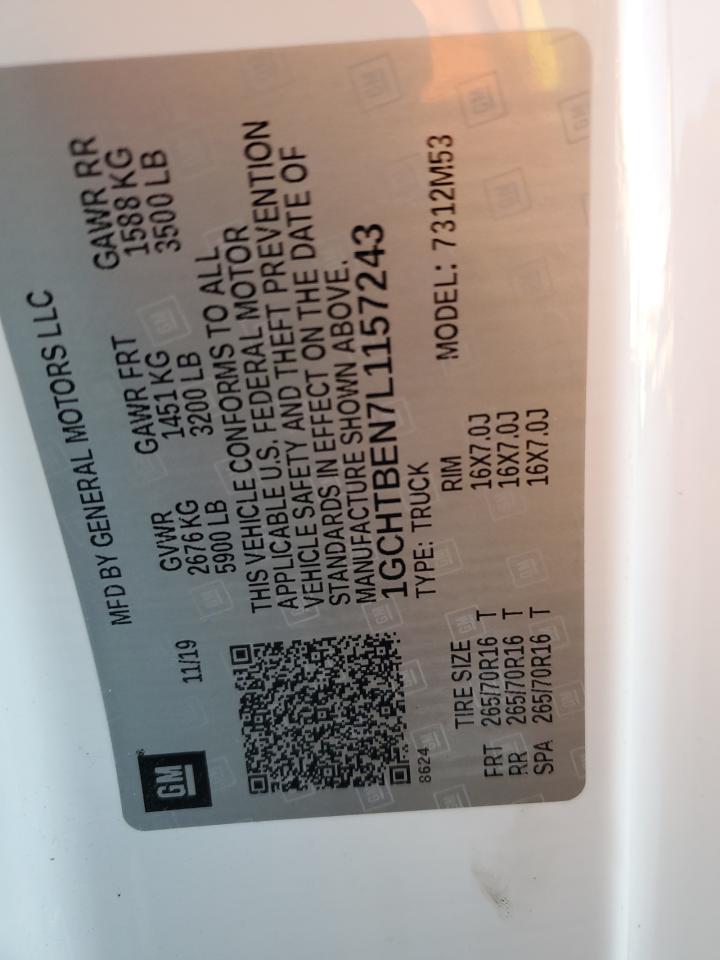 GM
MFD BY GENERAL MOTORS LLC
11/19
GVWR GAWR FRT GAWR RR
2676 KG 1451 KG 1588 KG
5900 LB 3200 LB 3500 LB
THIS VEHICLE CONFORMS TO ALL
APPLICABLE U.S. FEDERAL MOTOR
VEHICLE SAFETY AND THEFT PREVENTION
STANDARDS IN EFFECT ON THE DATE OF
MANUFACTURE SHOWN ABOVE.
1GCHTBEN7L1157243
8624 TYPE: TRUCK MODEL: 7312M53
TIRE SIZE RIM
FRT 265/70R16 T 16X7.0J
RR 265/70R16 T 16X7.0J
SPA 265/70R16 T 16X7.0J